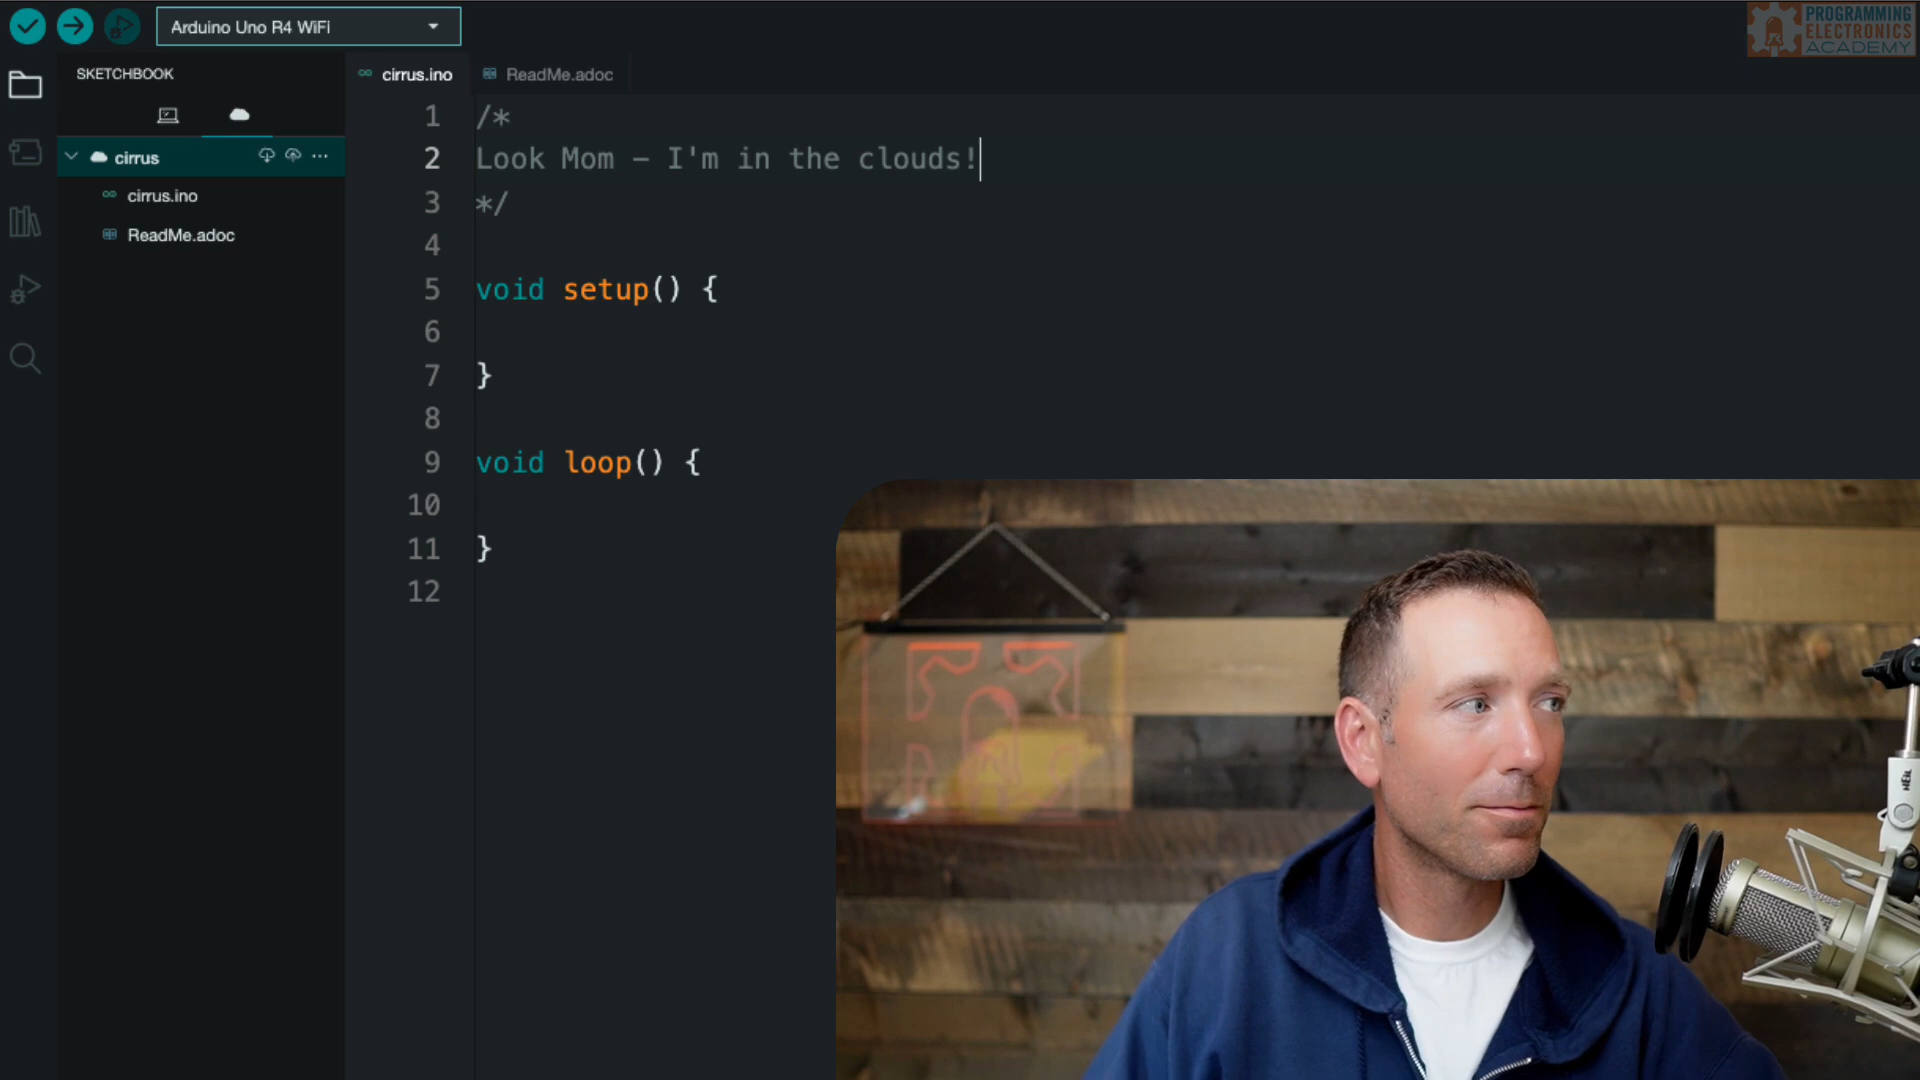 Arduino Uno R4 WiFi
PROGRAMMING
ELECTRONICS
ACADEMY
SKETCHBOOK
cirrus.ino
ReadMe.adoc
cirrus
cirrus.ino
ReadMe.adoc
1 /*
2 Look Mom – I'm in the clouds!
3 */
4
5 void setup() {
6
7 }
8
9 void loop() {
10
11 }
12